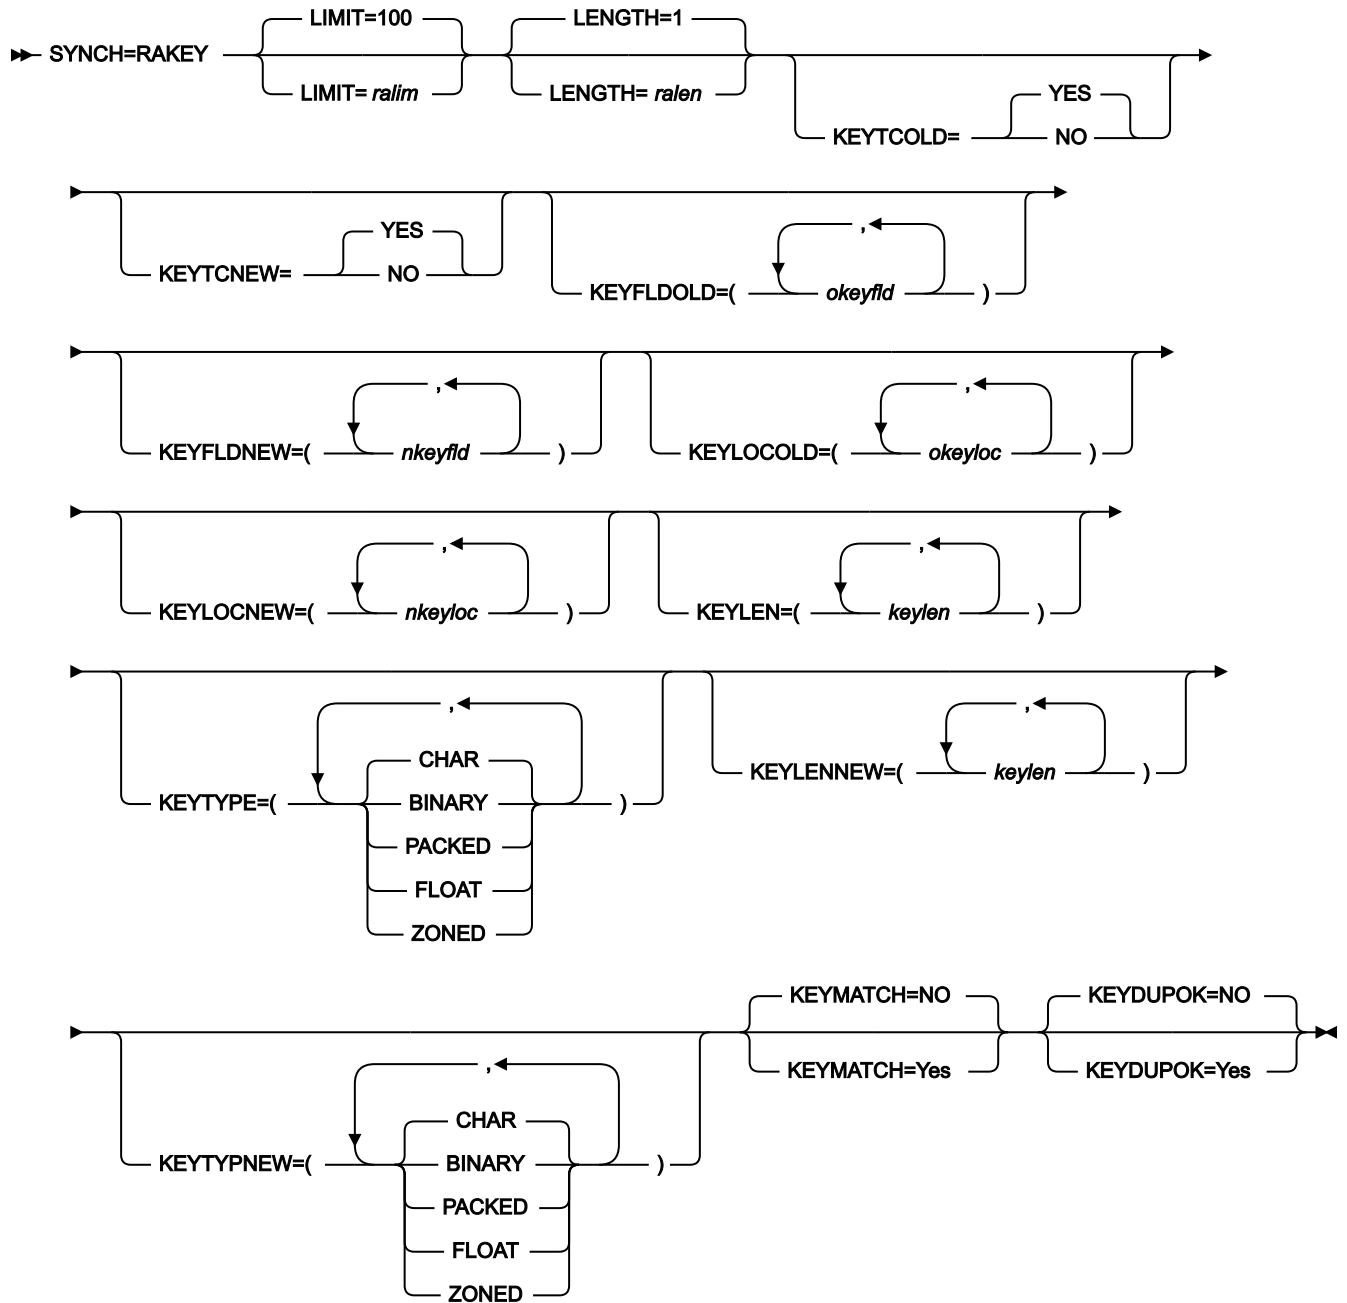 LIMIT=100 LENGTH=1
SYNCH=RAKEY
LIMIT= ralim LENGTH= ralen YES
KEYTCOLD= NO
YES ,
KEYTCNEW= NO
KEYFLDOLD=( okeyfld )
, ,
KEYFLDNEW=( nkeyfld ) KEYLOCOLD=( okeyloc )
, ,
KEYLOCNEW=( nkeyloc ) KEYLEN=( keylen )
, ,
CHAR
KEYLENNEW=( keylen )
KEYTYPE=( BINARY )
PACKED
FLOAT
ZONED
KEYMATCH=NO KEYDUPOK=NO
, KEYMATCH=Yes KEYDUPOK=Yes
CHAR
KEYTYPNEW=( BINARY )
PACKED
FLOAT
ZONED